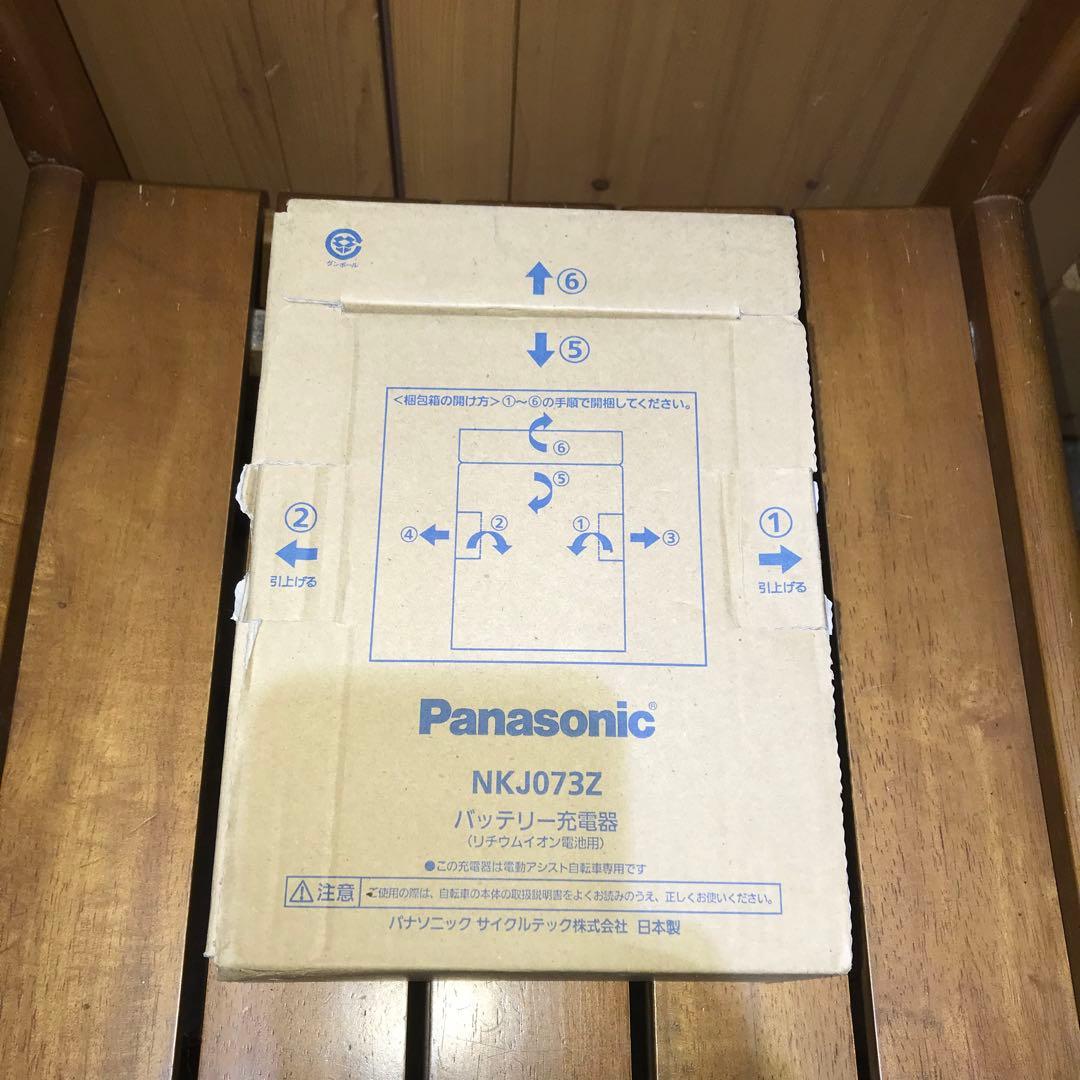 ダンボール
⑥
⑤
<梱包箱の開け方>①～⑥の手順で開梱してください。
⑥
⑤
② ①
④ ③
②
引上げる
①
引上げる
Panasonic®
NKJ073Z
バッテリー充電器
(リチウムイオン電池用)
●この充電器は電動アシスト自転車専用です
注意 ご使用の際は、自転車の本体の取扱説明書をよくお読みのうえ、正しくお使いください。
パナソニック サイクルテック株式会社 日本製